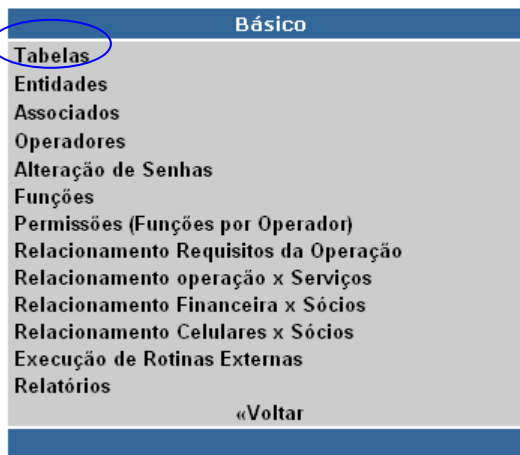 Básico
Tabelas
Entidades
Associados
Operadores
Alteração de Senhas
Funções
Permissões (Funções por Operador)
Relacionamento Requisitos da Operação
Relacionamento operação x Serviços
Relacionamento Financeira x Sócios
Relacionamento Celulares x Sócios
Execução de Rotinas Externas
Relatórios
«Voltar